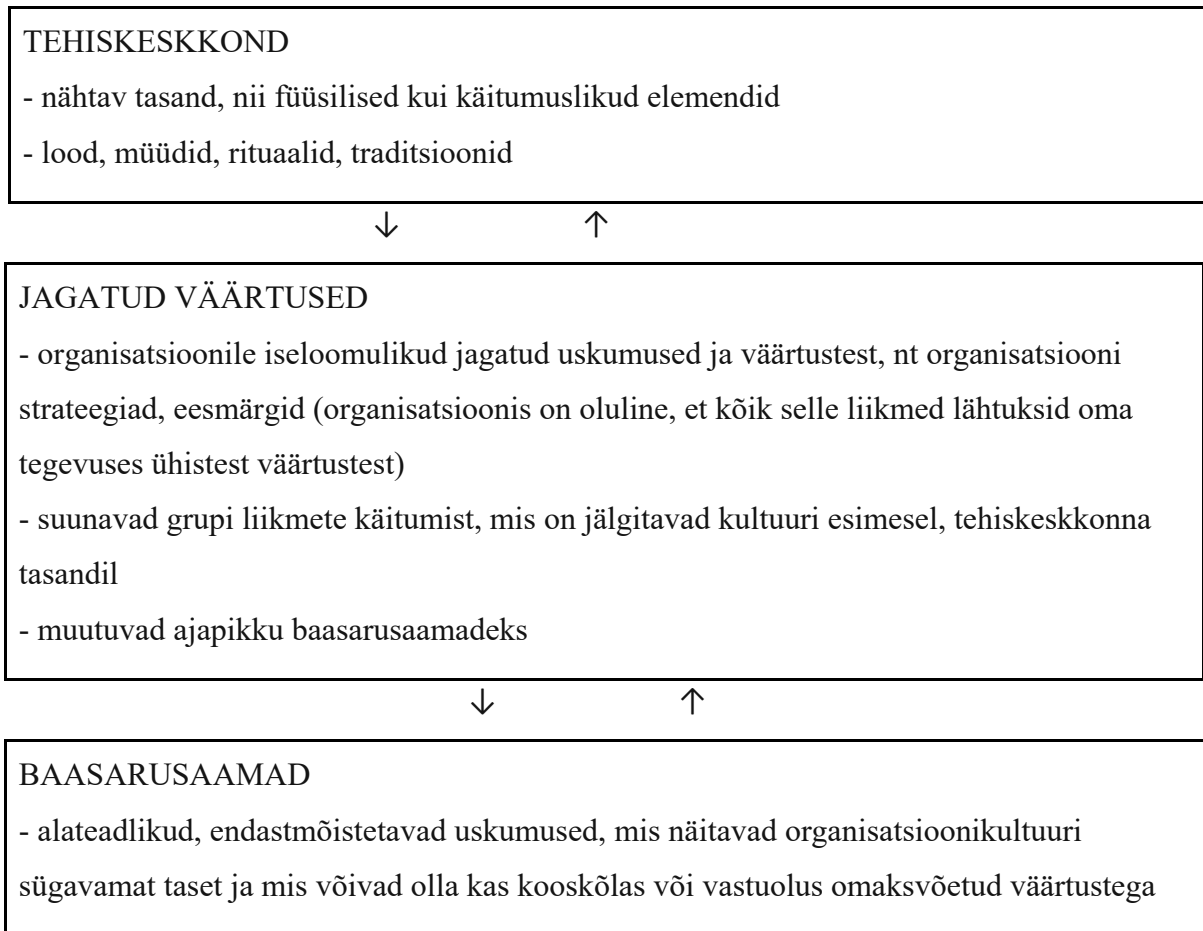 TEHISKESKKOND
- nähtav tasand, nii füüsilised kui käitumuslikud elemendid
- lood, müüdid, rituaalid, traditsioonid
↓ ↑
JAGATUD VÄÄRTUSED
- organisatsioonile iseloomulikud jagatud uskumused ja väärtustest, nt organisatsiooni
strateegiad, eesmärgid (organisatsioonis on oluline, et kõik selle liikmed lähtuksid oma
tegevuses ühistest väärtustest)
- suunavad grupi liikmete käitumist, mis on jälgitavad kultuuri esimesel, tehiskeskkonna
tasandil
- muutuvad ajapikku baasarusaamadeks
↓ ↑
BAASARUSAAMAD
- alateadlikud, endastmõistetavad uskumused, mis näitavad organisatsioonikultuuri
sügavamat taset ja mis võivad olla kas kooskõlas või vastuolus omaksvõetud väärtustega